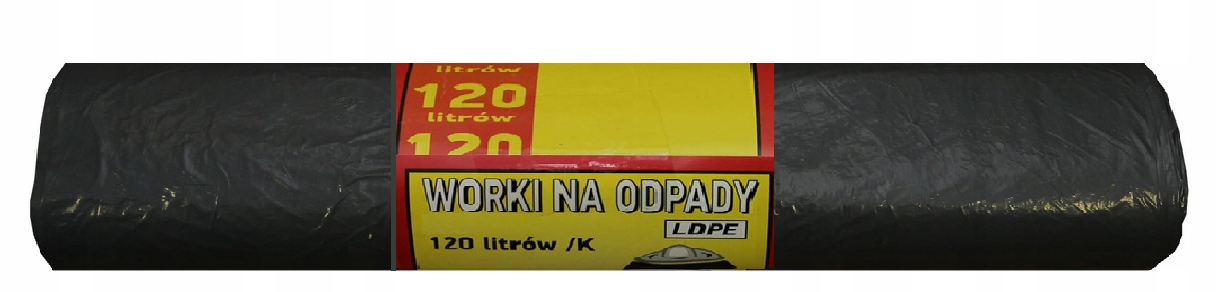 litrów
120
litrów
120
WORKI NA ODPADY
LDPE
120 litrów /K